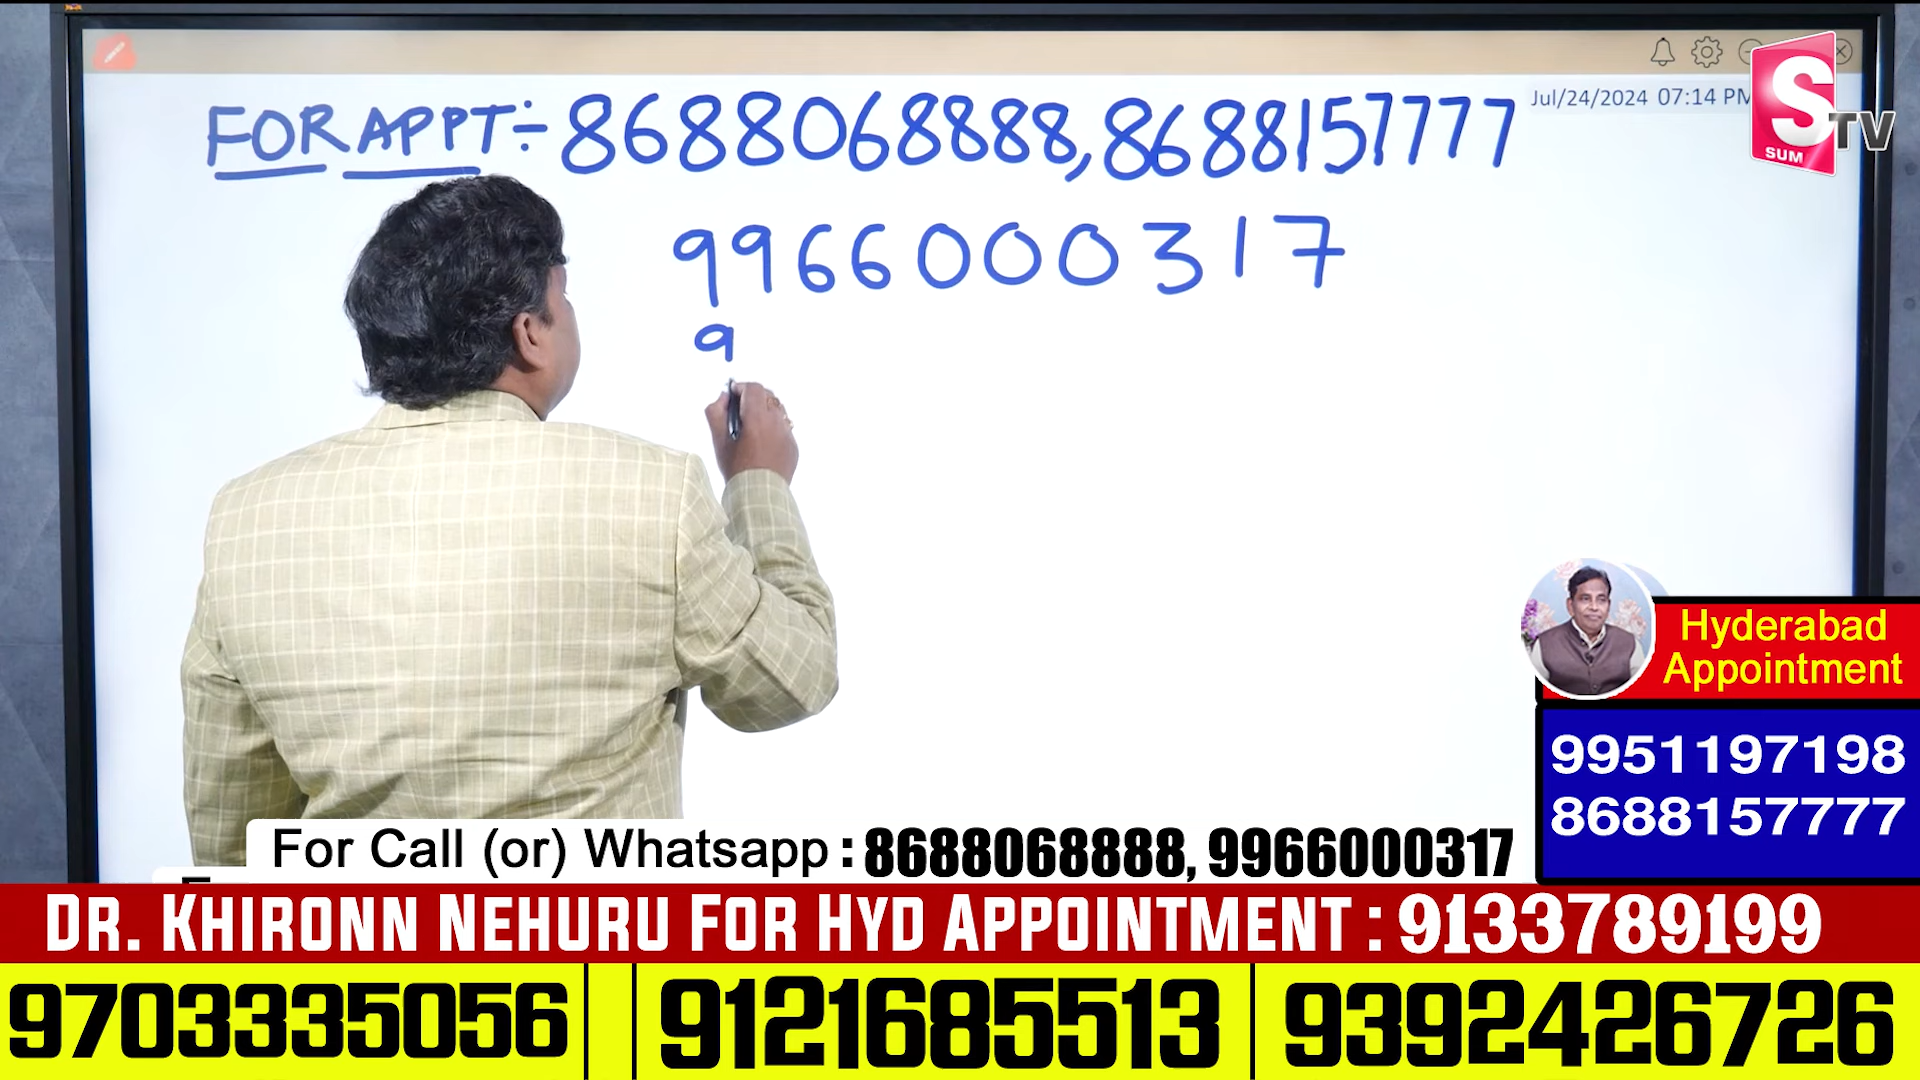 Jul/24/2024 07:14 PM
S
SUM
TV
FOR APPT÷8688068888,8688157777
9966000317
9
Hyderabad
Appointment
9951197198
8688157777
For Call (or) Whatsapp : 8688068888, 9966000317
DR. KHIRONN NEHURU FOR HYD APPOINTMENT : 9133789199
9703335056
9121685513
9392426726